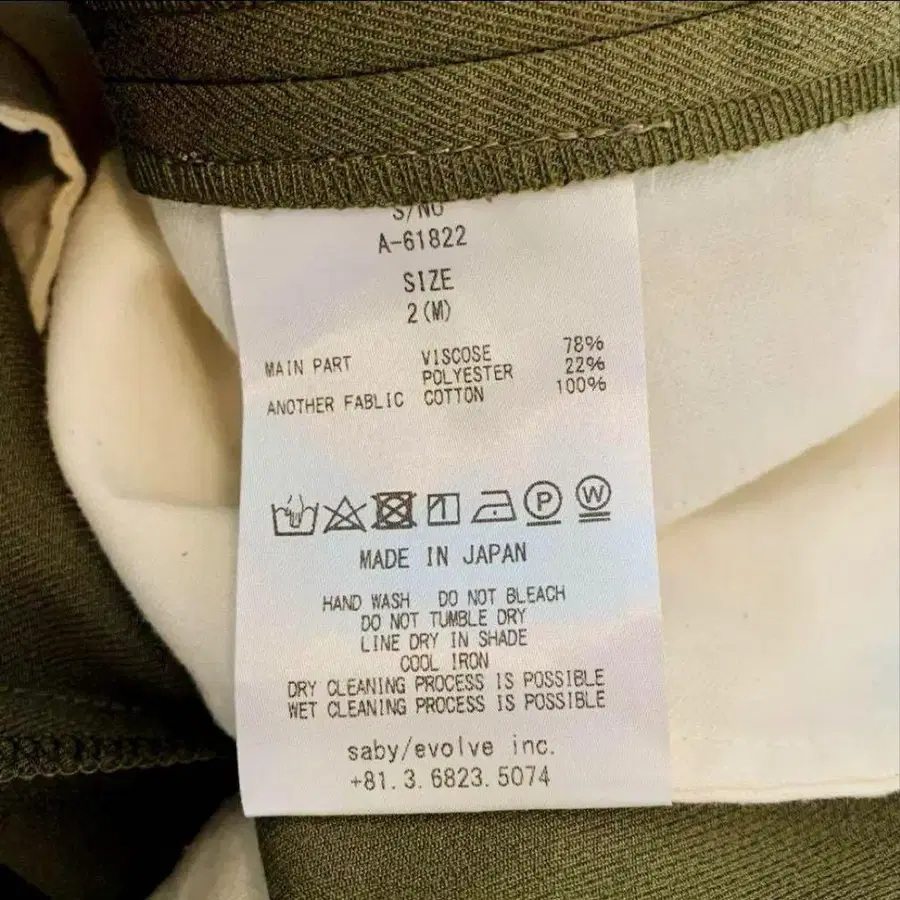 S/NO
A-61822
SIZE
2(M)
MAIN PART VISCOSE 78%
POLYESTER 22%
ANOTHER FABLIC COTTON 100%
P W
MADE IN JAPAN
HAND WASH DO NOT BLEACH
DO NOT TUMBLE DRY
LINE DRY IN SHADE
COOL IRON
DRY CLEANING PROCESS IS POSSIBLE
WET CLEANING PROCESS IS POSSIBLE
saby/evolve inc.
+81.3.6823.5074